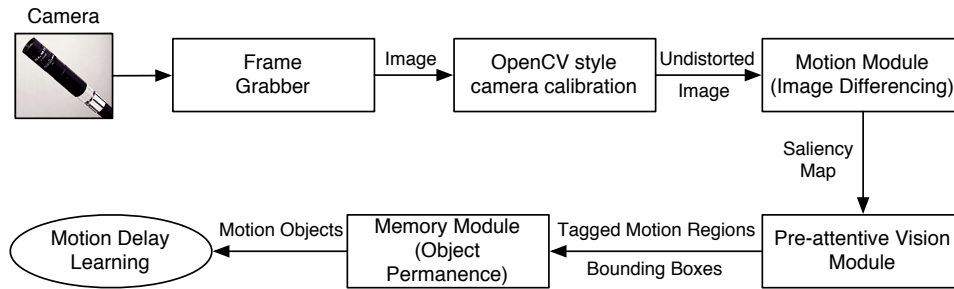 Camera
Frame
Grabber
Image
OpenCV style
camera calibration
Undistorted
Image
Motion Module
(Image Differencing)
Saliency
Map
Pre-attentive Vision
Module
Tagged Motion Regions
Bounding Boxes
Memory Module
(Object
Permanence)
Motion Objects
Motion Delay
Learning